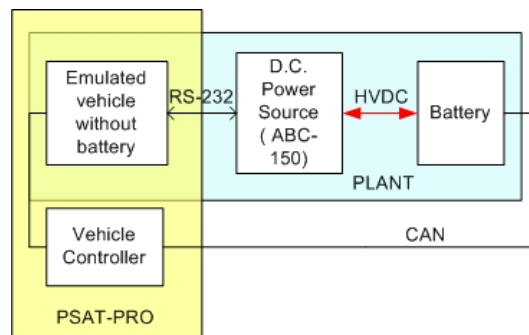 Emulated
vehicle
without
battery
RS-232
D.C.
Power
Source
( ABC-
150)
HVDC
Battery
PLANT
Vehicle
Controller
CAN
PSAT-PRO